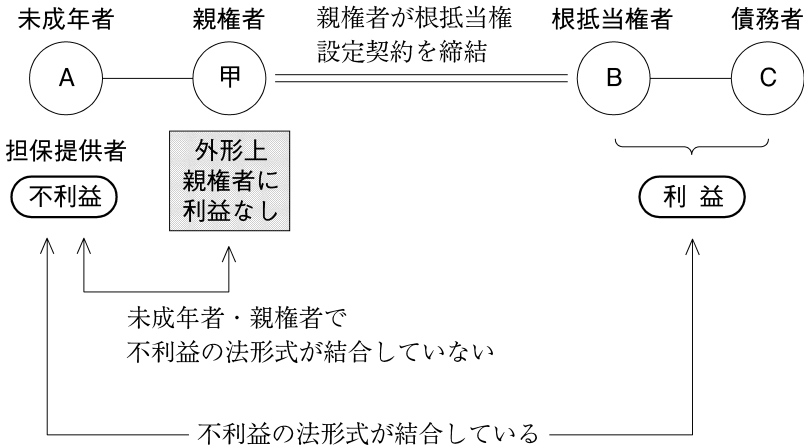 未成年者
親権者
親権者が根抵当権
設定契約を締結
根抵当権者
債務者
A
甲
B
C
担保提供者
不利益
外形上
親権者に
利益なし
利益
未成年者・親権者で
不利益の法形式が結合していない
不利益の法形式が結合している